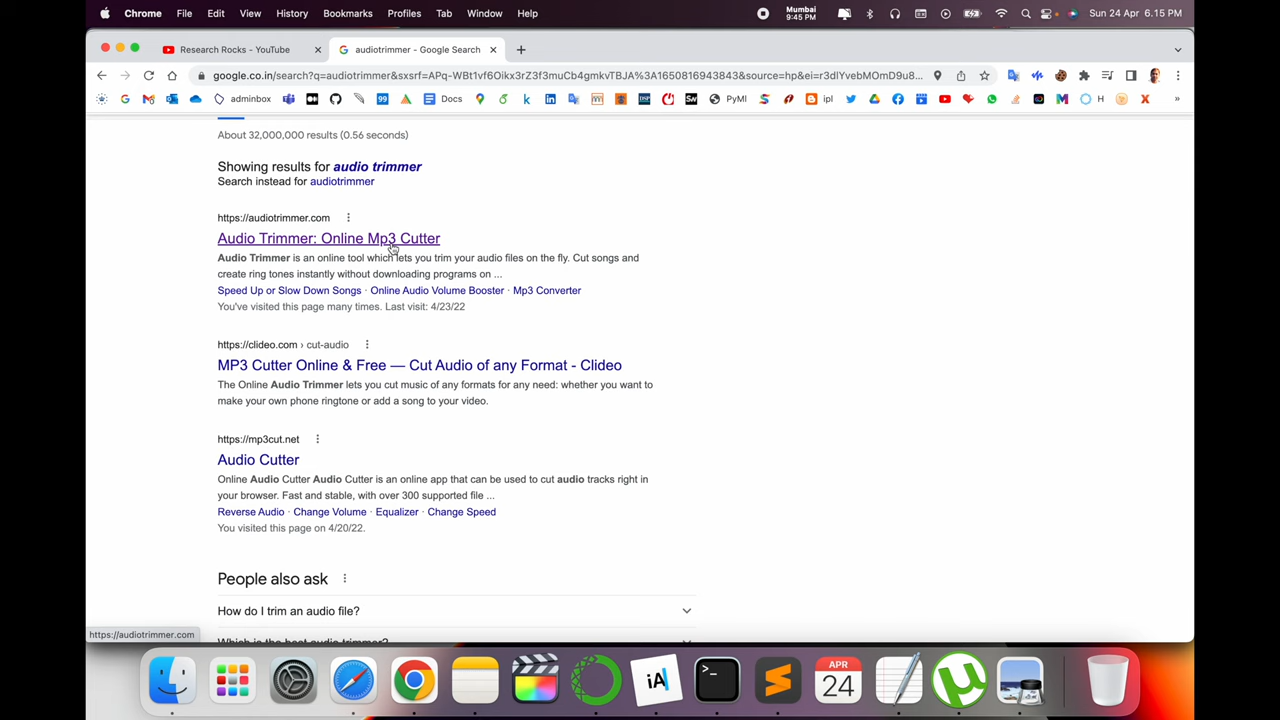 Chrome File Edit View History Bookmarks Profiles Tab Window Help
Mumbai
9:45 PM
Sun 24 Apr 6.15 PM
Research Rocks - YouTube
audiotrimmer - Google Search
google.co.in/search?q=audiotrimmer&sxsrf=APq-WBt1vf6Oikx3rZ3f3muCb4gmkvTBJA%3A1650816943843&source=hp&ei=r3dlYvebMOmD9u8...
adminbox
Docs
PyMI
ipl
H
»
About 32,000,000 results (0.56 seconds)
Showing results for audio trimmer
Search instead for audiotrimmer
https://audiotrimmer.com
Audio Trimmer: Online Mp3 Cutter
Audio Trimmer is an online tool which lets you trim your audio files on the fly. Cut songs and
create ring tones instantly without downloading programs on ...
Speed Up or Slow Down Songs · Online Audio Volume Booster · Mp3 Converter
You've visited this page many times. Last visit: 4/23/22
https://clideo.com › cut-audio
MP3 Cutter Online & Free — Cut Audio of any Format - Clideo
The Online Audio Trimmer lets you cut music of any formats for any need: whether you want to
make your own phone ringtone or add a song to your video.
https://mp3cut.net
Audio Cutter
Online Audio Cutter Audio Cutter is an online app that can be used to cut audio tracks right in
your browser. Fast and stable, with over 300 supported file ...
Reverse Audio · Change Volume · Equalizer · Change Speed
You visited this page on 4/20/22.
People also ask
How do I trim an audio file?
Which is the best audio trimmer?
https://audiotrimmer.com
iA
APR
24